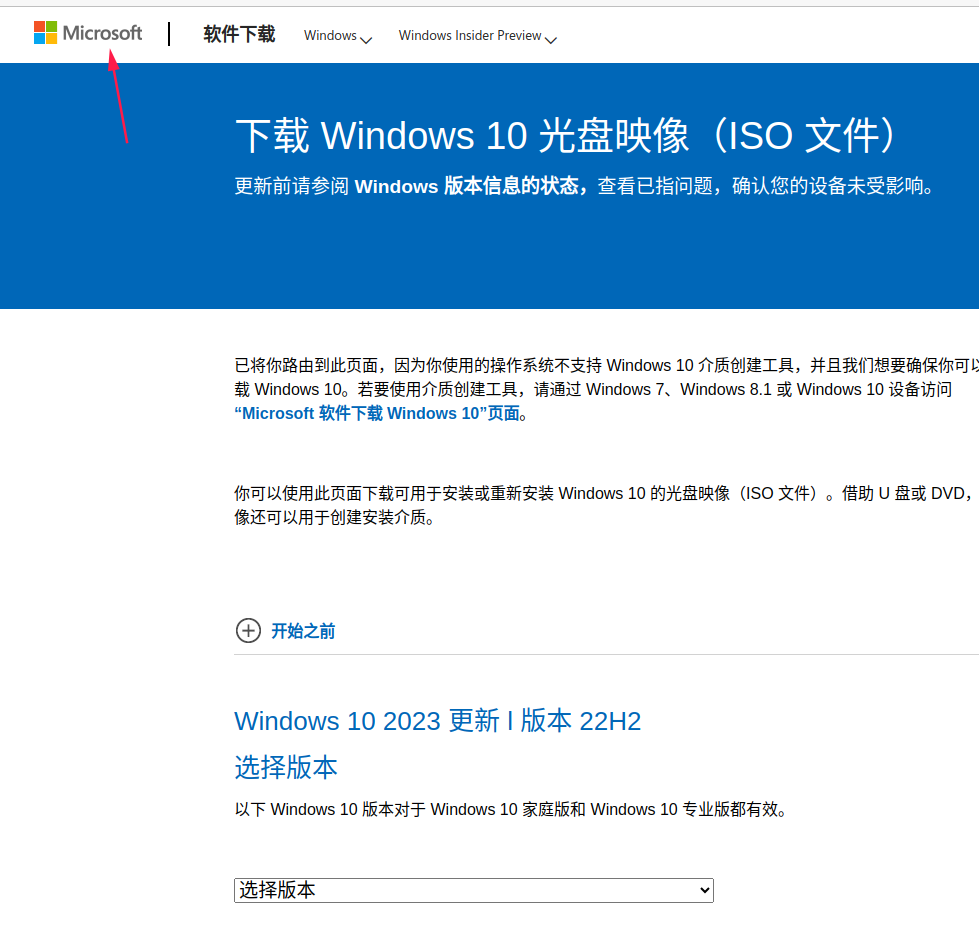 Microsoft 软件下载 Windows Windows Insider Preview
下载 Windows 10 光盘映像（ISO 文件）
更新前请参阅 Windows 版本信息的状态，查看已指问题，确认您的设备未受影响。
已将你路由到此页面，因为你使用的操作系统不支持 Windows 10 介质创建工具，并且我们想要确保你可以
载 Windows 10。若要使用介质创建工具，请通过 Windows 7、Windows 8.1 或 Windows 10 设备访问
“Microsoft 软件下载 Windows 10”页面。
你可以使用此页面下载可用于安装或重新安装 Windows 10 的光盘映像（ISO 文件）。借助 U 盘或 DVD，
像还可以用于创建安装介质。
开始之前
Windows 10 2023 更新 l 版本 22H2
选择版本
以下 Windows 10 版本对于 Windows 10 家庭版和 Windows 10 专业版都有效。
选择版本